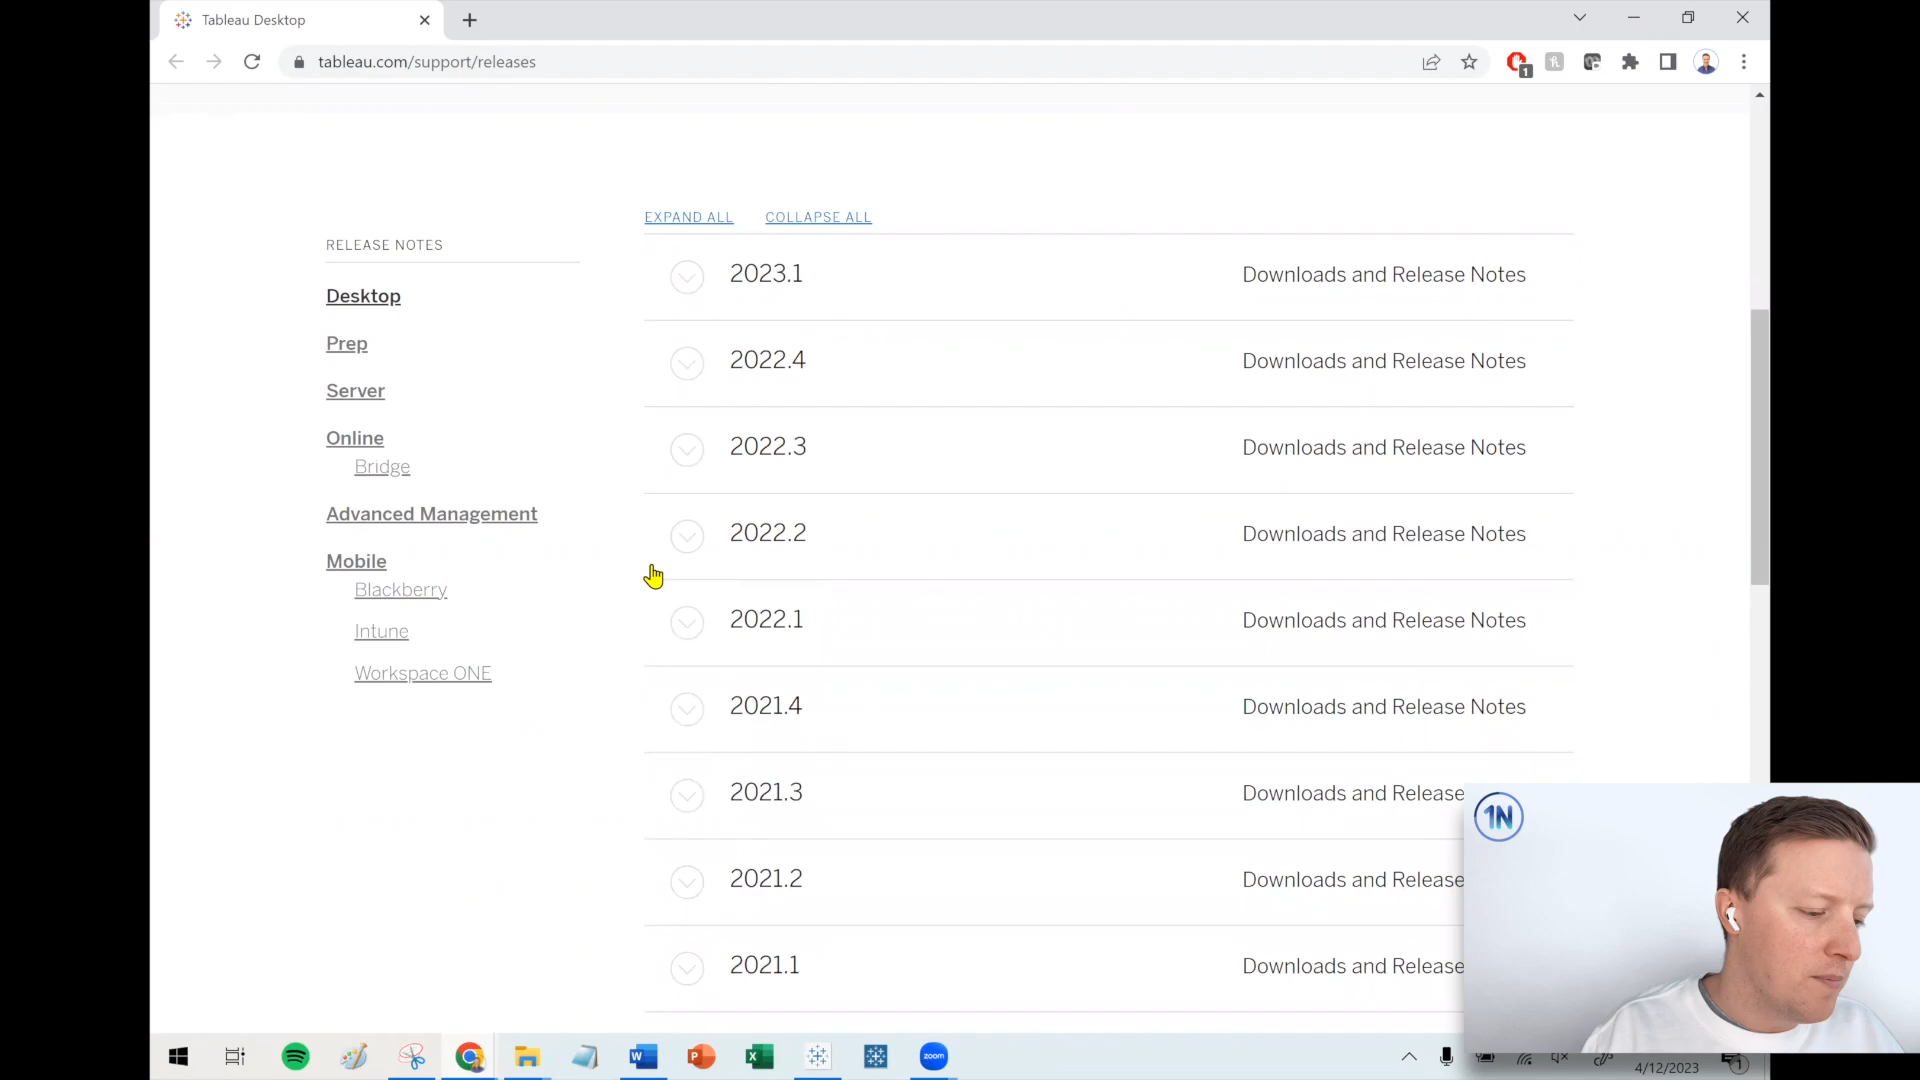 Tableau Desktop
tableau.com/support/releases
1
EXPAND ALL COLLAPSE ALL
RELEASE NOTES
Desktop
Prep
Server
Online
Bridge
Advanced Management
Mobile
Blackberry
Intune
Workspace ONE
2023.1 Downloads and Release Notes
2022.4 Downloads and Release Notes
2022.3 Downloads and Release Notes
2022.2 Downloads and Release Notes
2022.1 Downloads and Release Notes
2021.4 Downloads and Release Notes
2021.3 Downloads and Release
2021.2 Downloads and Release
2021.1 Downloads and Release
1N
W P X zoom
4/12/2023
1